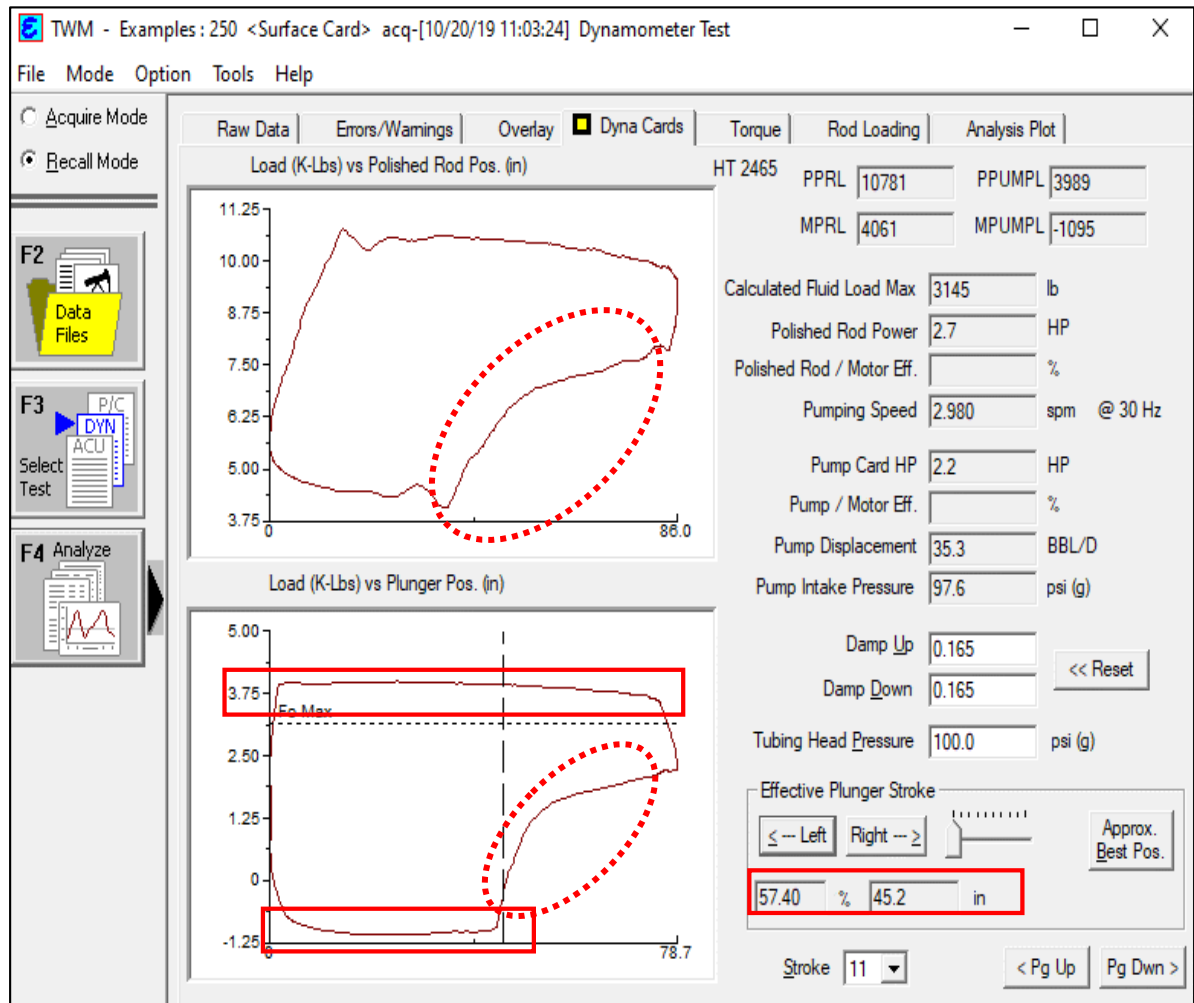 TWM - Examples : 250 <Surface Card> acq-[10/20/19 11:03:24] Dynamometer Test
File Mode Option Tools Help
Acquire Mode
Recall Mode
F2
Data
Files
F3
P/C
DYN
ACU
Select
Test
F4 Analyze
Raw Data Errors/Warnings Overlay Dyna Cards Torque Rod Loading Analysis Plot
Load (K-Lbs) vs Polished Rod Pos. (in)
11.25
10.00
8.75
7.50
6.25
5.00
3.75
0 86.0
Load (K-Lbs) vs Plunger Pos. (in)
5.00
3.75
Fo Max
2.50
1.25
0
-1.25
0 78.7
HT 2465 PPRL 10781 PPUMPL 3989
MPRL 4061 MPUMPL -1095
Calculated Fluid Load Max 3145 lb
Polished Rod Power 2.7 HP
Polished Rod / Motor Eff. %
Pumping Speed 2.980 spm @ 30 Hz
Pump Card HP 2.2 HP
Pump / Motor Eff. %
Pump Displacement 35.3 BBL/D
Pump Intake Pressure 97.6 psi (g)
Damp Up 0.165
<< Reset
Damp Down 0.165
Tubing Head Pressure 100.0 psi (g)
Effective Plunger Stroke
< --- Left Right --- >
Approx.
Best Pos.
57.40 % 45.2 in
Stroke 11 < Pg Up Pg Dwn >